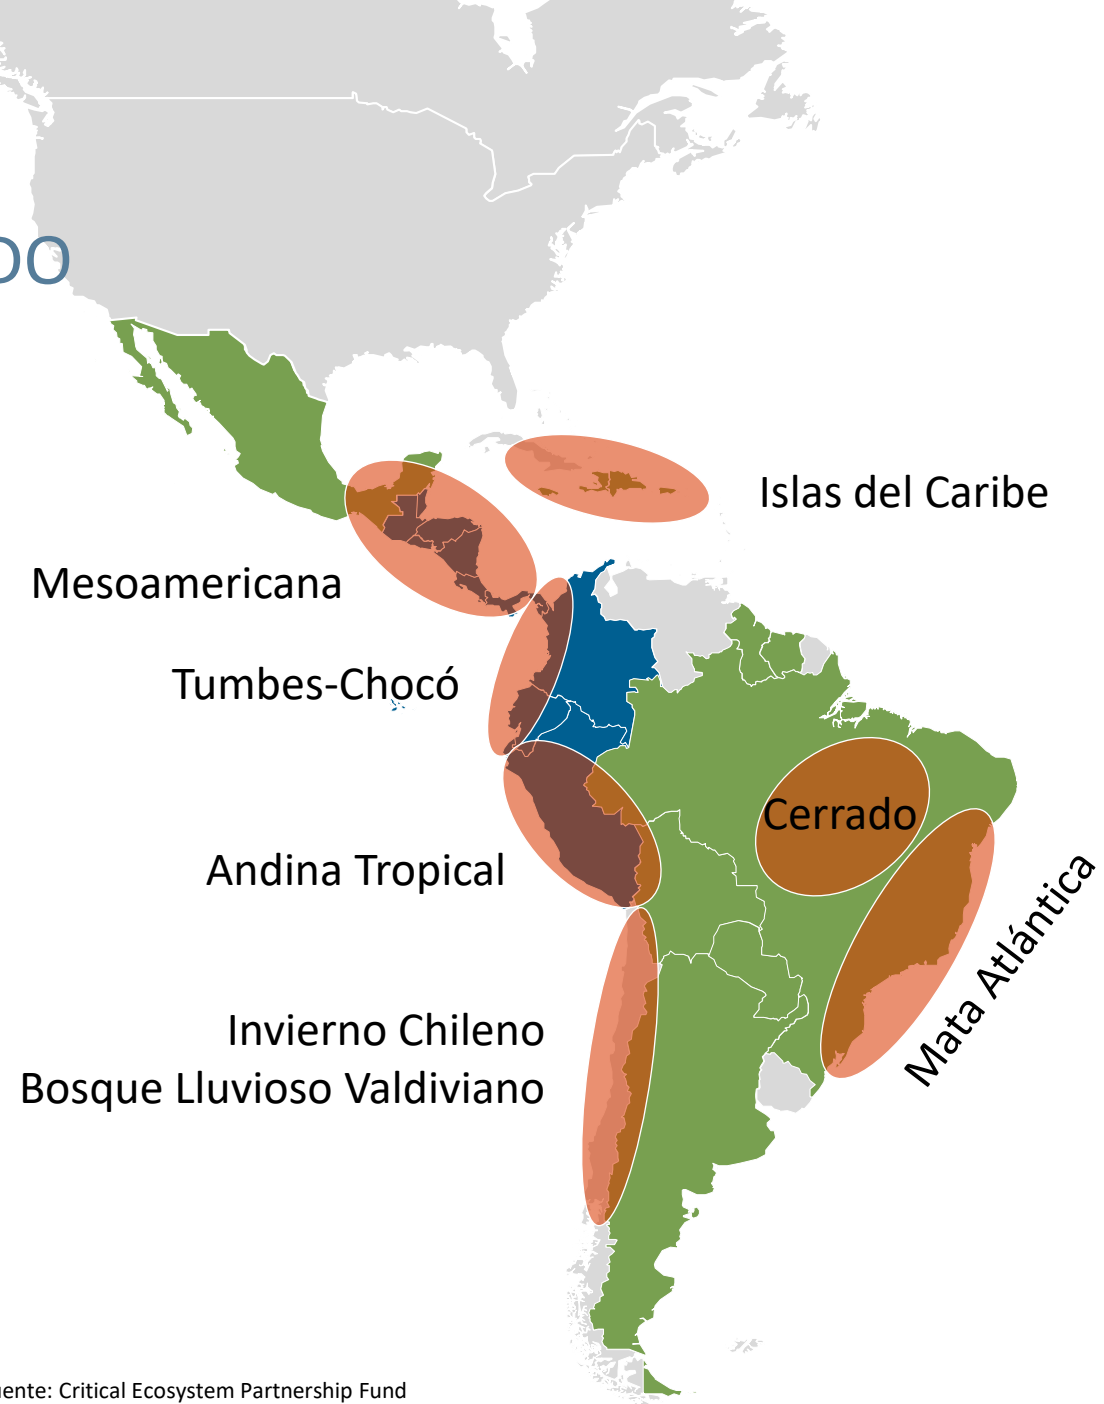 DO
Islas del Caribe
Mesoamericana
Tumbes-Chocó
Cerrado
Andina Tropical
Mata Atlántica
Invierno Chileno
Bosque Lluvioso Valdiviano
uente: Critical Ecosystem Partnership Fund